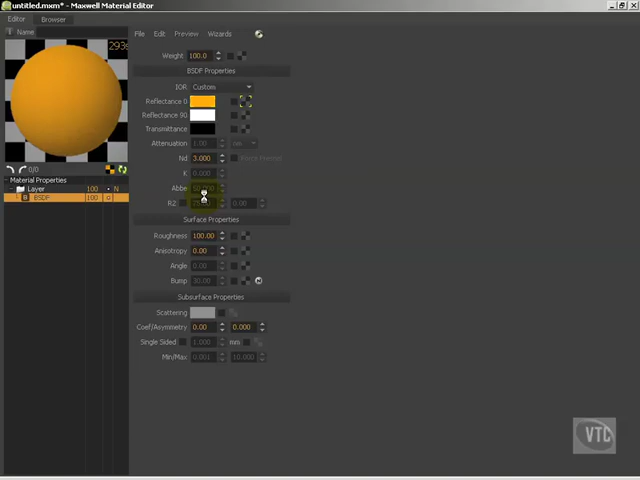 untitled.mxm* - Maxwell Material Editor
Editor Browser
Name
File Edit Preview Wizards
Weight 100.0
BSDF Properties
IOR Custom
Reflectance 0
Reflectance 90
Transmittance
Attenuation 1.00 nm
Nd 3.000 Force Fresnel
K 0.000
Abbe
R2 0.00
Surface Properties
Roughness 100.00
Anisotropy 0.00
Angle 0.00
Bump 30.00
Subsurface Properties
Scattering
Coef/Asymmetry 0.00 0.000
Single Sided 1.000 mm
Min/Max 0.001 10.000
0/0
Material Properties
Layer 100 N
BSDF 100
VTC